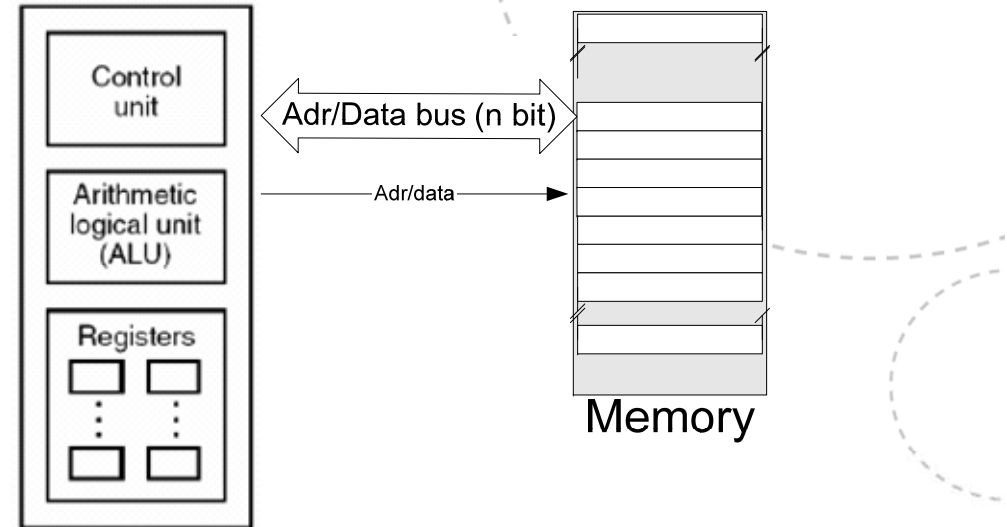 Control
unit
Arithmetic
logical unit
(ALU)
Registers
Adr/Data bus (n bit)
Adr/data
Memory